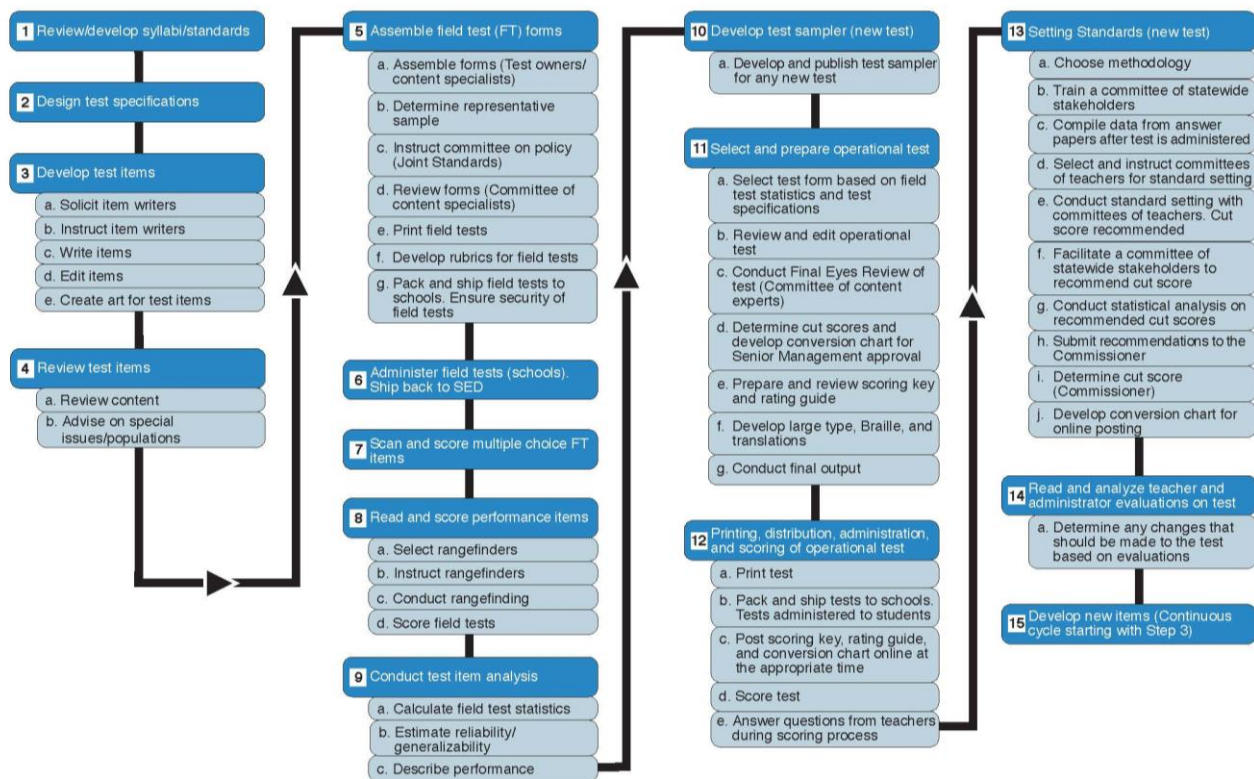 1 Review/develop syllabi/standards
2 Design test specifications
3 Develop test items
a. Solicit item writers
b. Instruct item writers
c. Write items
d. Edit items
e. Create art for test items
4 Review test items
a. Review content
b. Advise on special
issues/populations
5 Assemble field test (FT) forms
a. Assemble forms (Test owners/
content specialists)
b. Determine representative
sample
c. Instruct committee on policy
(Joint Standards)
d. Review forms (Committee of
content specialists)
e. Print field tests
f. Develop rubrics for field tests
g. Pack and ship field tests to
schools. Ensure security of
field tests
6 Administer field tests (schools).
Ship back to SED
7 Scan and score multiple choice FT
items
8 Read and score performance items
a. Select rangefinders
b. Instruct rangefinders
c. Conduct rangefinding
d. Score field tests
9 Conduct test item analysis
a. Calculate field test statistics
b. Estimate reliability/
generalizability
c. Describe performance
10 Develop test sampler (new test)
a. Develop and publish test sampler
for any new test
11 Select and prepare operational test
a. Select test form based on field
test statistics and test
specifications
b. Review and edit operational
test
c. Conduct Final Eyes Review of
test (Committee of content
experts)
d. Determine cut scores and
develop conversion chart for
Senior Management approval
e. Prepare and review scoring key
and rating guide
f. Develop large type, Braille, and
translations
g. Conduct final output
12 Printing, distribution, administration,
and scoring of operational test
a. Print test
b. Pack and ship tests to schools.
Tests administered to students
c. Post scoring key, rating guide,
and conversion chart online at
the appropriate time
d. Score test
e. Answer questions from teachers
during scoring process
13 Setting Standards (new test)
a. Choose methodology
b. Train a committee of statewide
stakeholders
c. Compile data from answer
papers after test is administered
d. Select and instruct committees
of teachers for standard setting
e. Conduct standard setting with
committees of teachers. Cut
score recommended
f. Facilitate a committee of
statewide stakeholders to
recommend cut score
g. Conduct statistical analysis on
recommended cut scores
h. Submit recommendations to the
Commissioner
i. Determine cut score
(Commissioner)
j. Develop conversion chart for
online posting
14 Read and analyze teacher and
administrator evaluations on test
a. Determine any changes that
should be made to the test
based on evaluations
15 Develop new items (Continuous
cycle starting with Step 3)